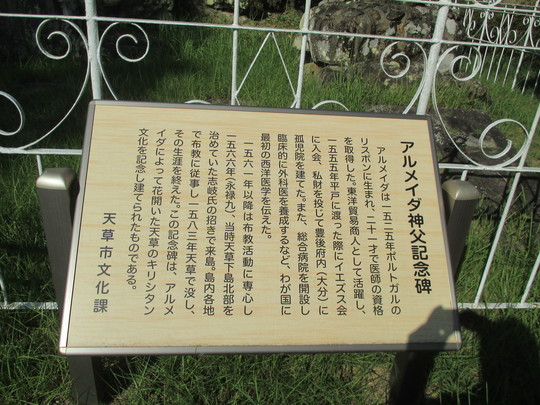 アルメイダ神父記念碑
アルメイダは一五二五年ポルトガルの
リスボンに生まれ、二十一才で医師の資格
を取得した。東洋貿易商人として活躍し、
一五五五年平戸に渡った際にイエズス会
に入会、私財を投じて豊後府内(大分)に
孤児院を建てた。また、総合病院を開設し
臨床的に外科医を養成するなど、わが国に
最初の西洋医学を伝えた。
一五六一年以降は布教活動に専心し
一五六六年(永禄九)、当時天草下島北部を
治めていた志岐氏の招きで来島。島内各地
で布教に従事し一五八三年天草で没し、
その生涯を終えた。この記念碑は、アルメ
イダによって花開いた天草のキリシタン
文化を記念し建てられたものである。
天草市文化課